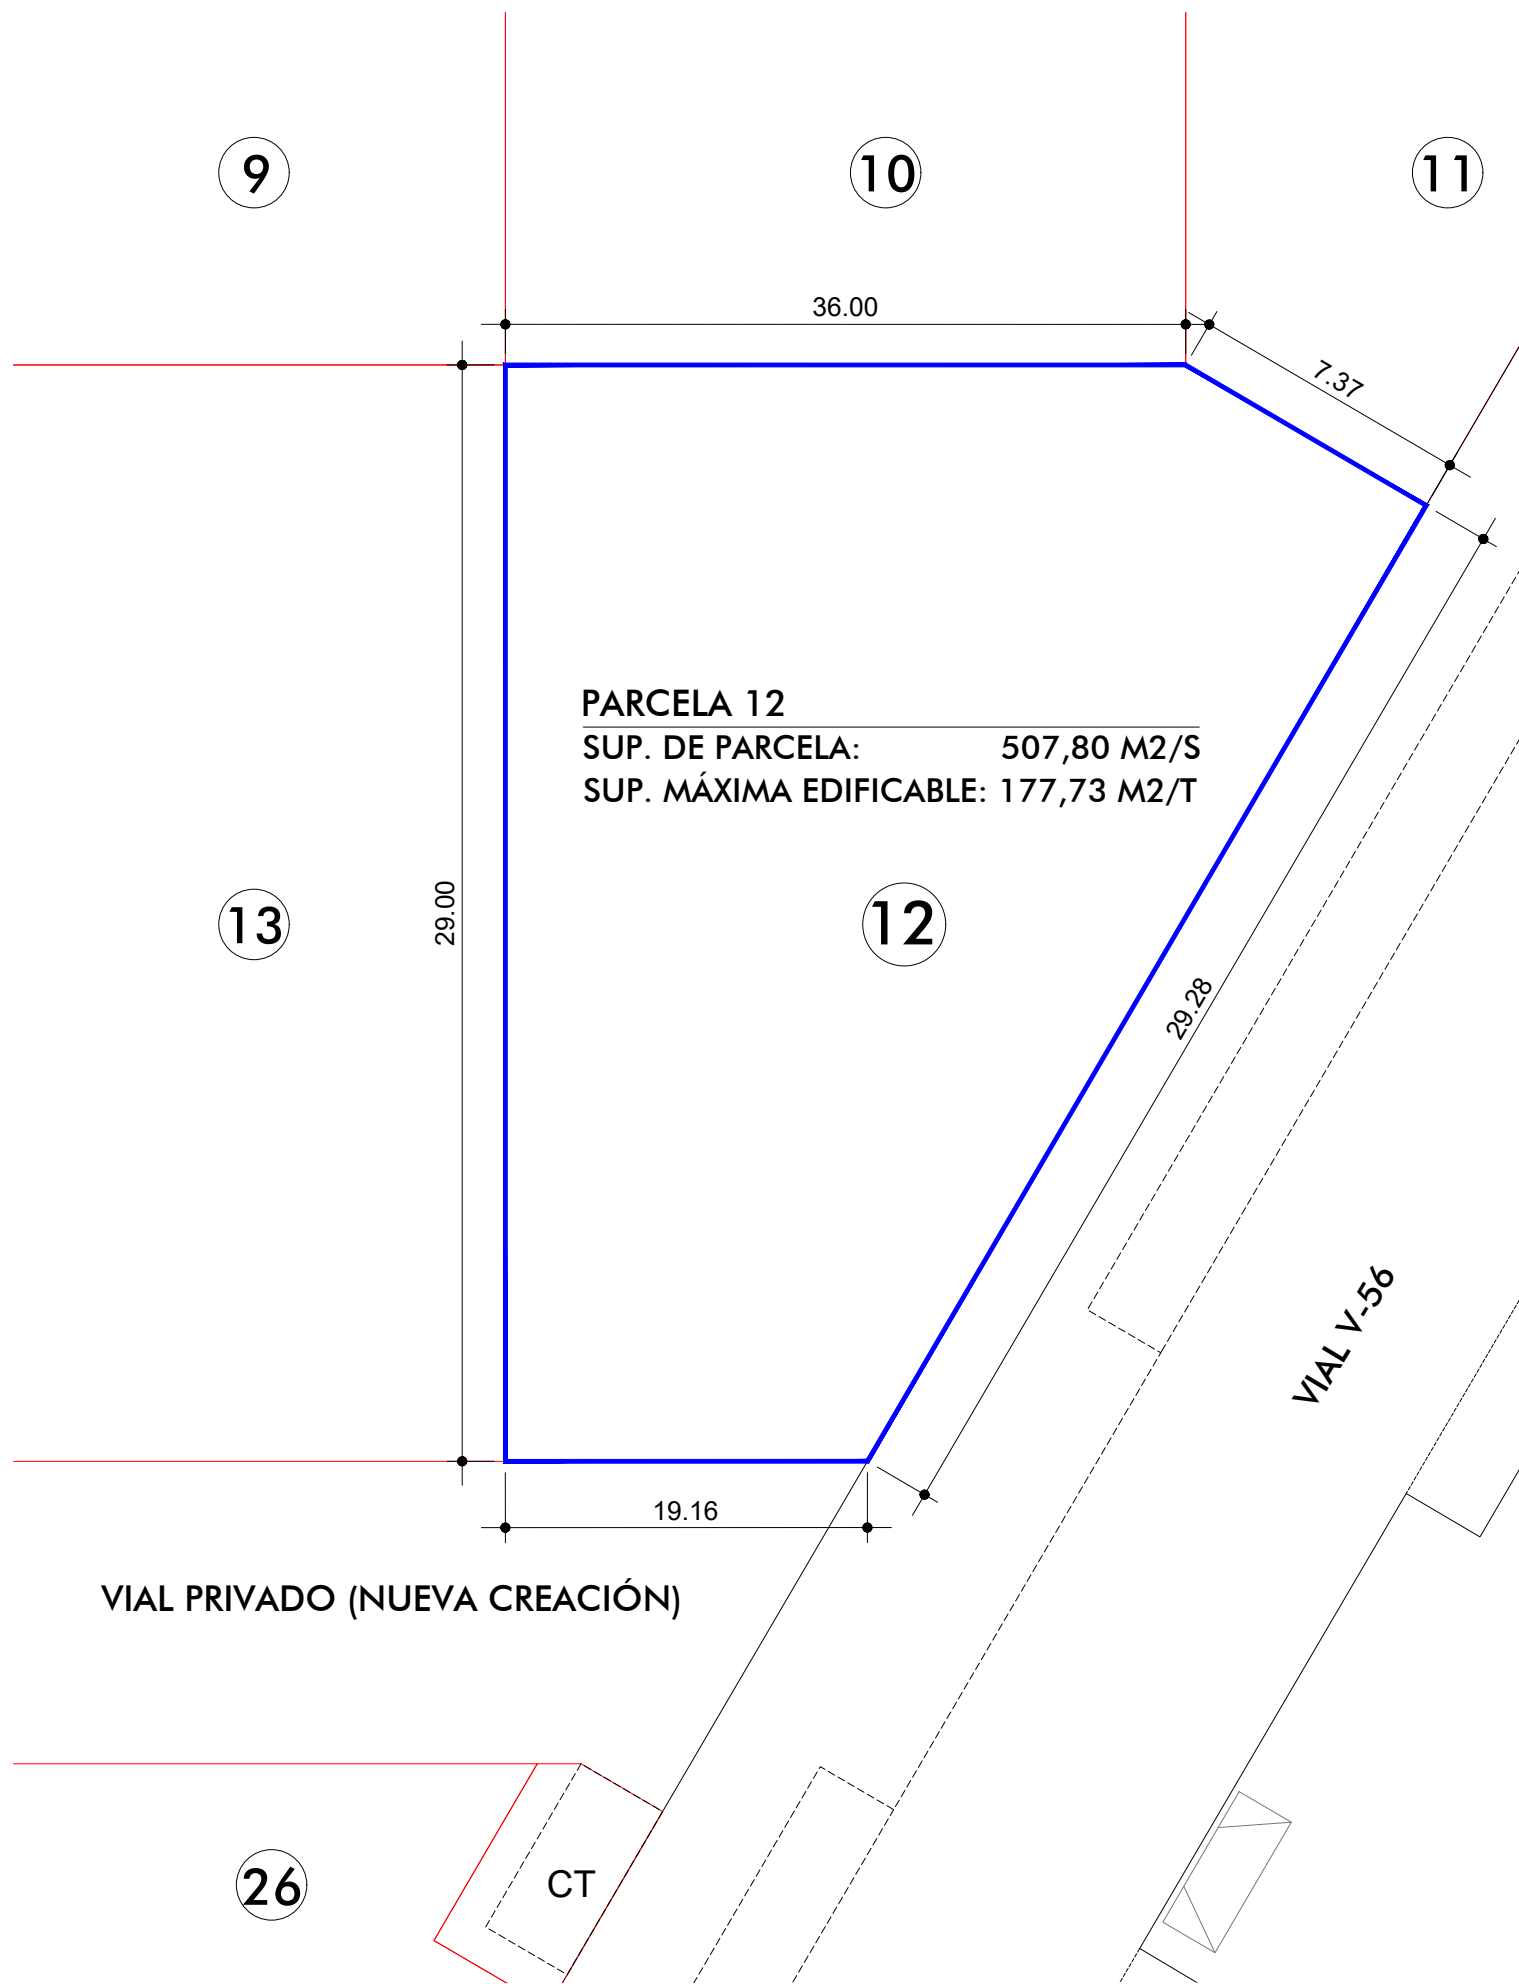 9
10
11
36.00
7.37
PARCELA 12
SUP. DE PARCELA: 507,80 M2/S
SUP. MÁXIMA EDIFICABLE: 177,73 M2/T
29.00
13
12
29.28
VIAL V-56
19.16
VIAL PRIVADO (NUEVA CREACIÓN)
26
CT